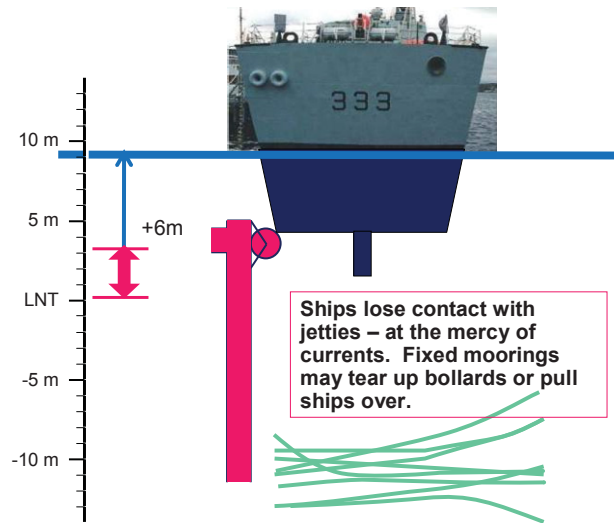 333
10 m
5 m
+6m
LNT
Ships lose contact with
jetties – at the mercy of
currents. Fixed moorings
may tear up bollards or pull
ships over.
-5 m
-10 m